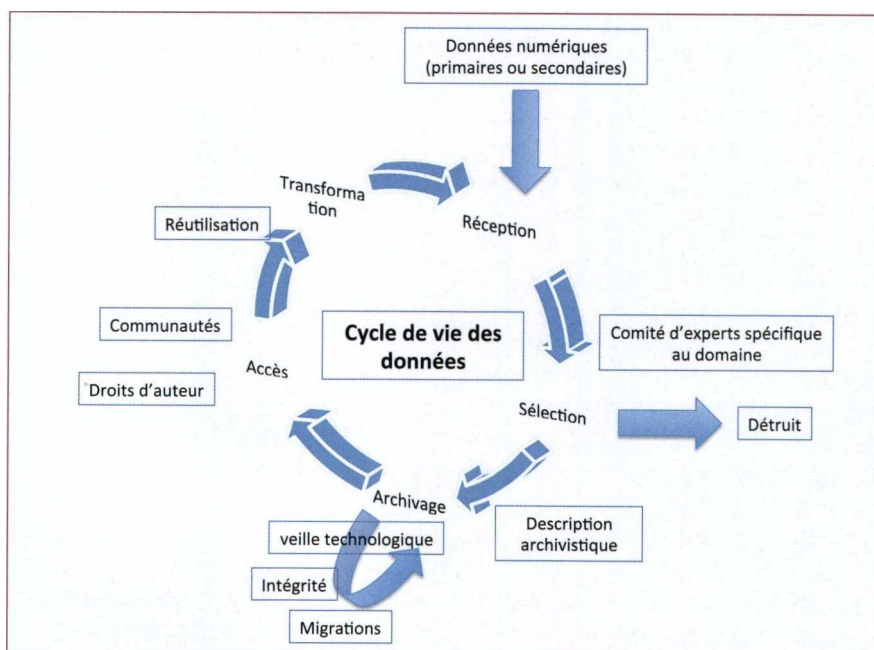 Données numériques
(primaires ou secondaires)
Transforma
tion
Réutilisation
Réception
Communautés
Cycle de vie des
données
Comité d'experts spécifique
au domaine
Accès
Droits d'auteur
Sélection
Détruit
Archivage
veille technologique
Description
archivistique
Intégrité
Migrations